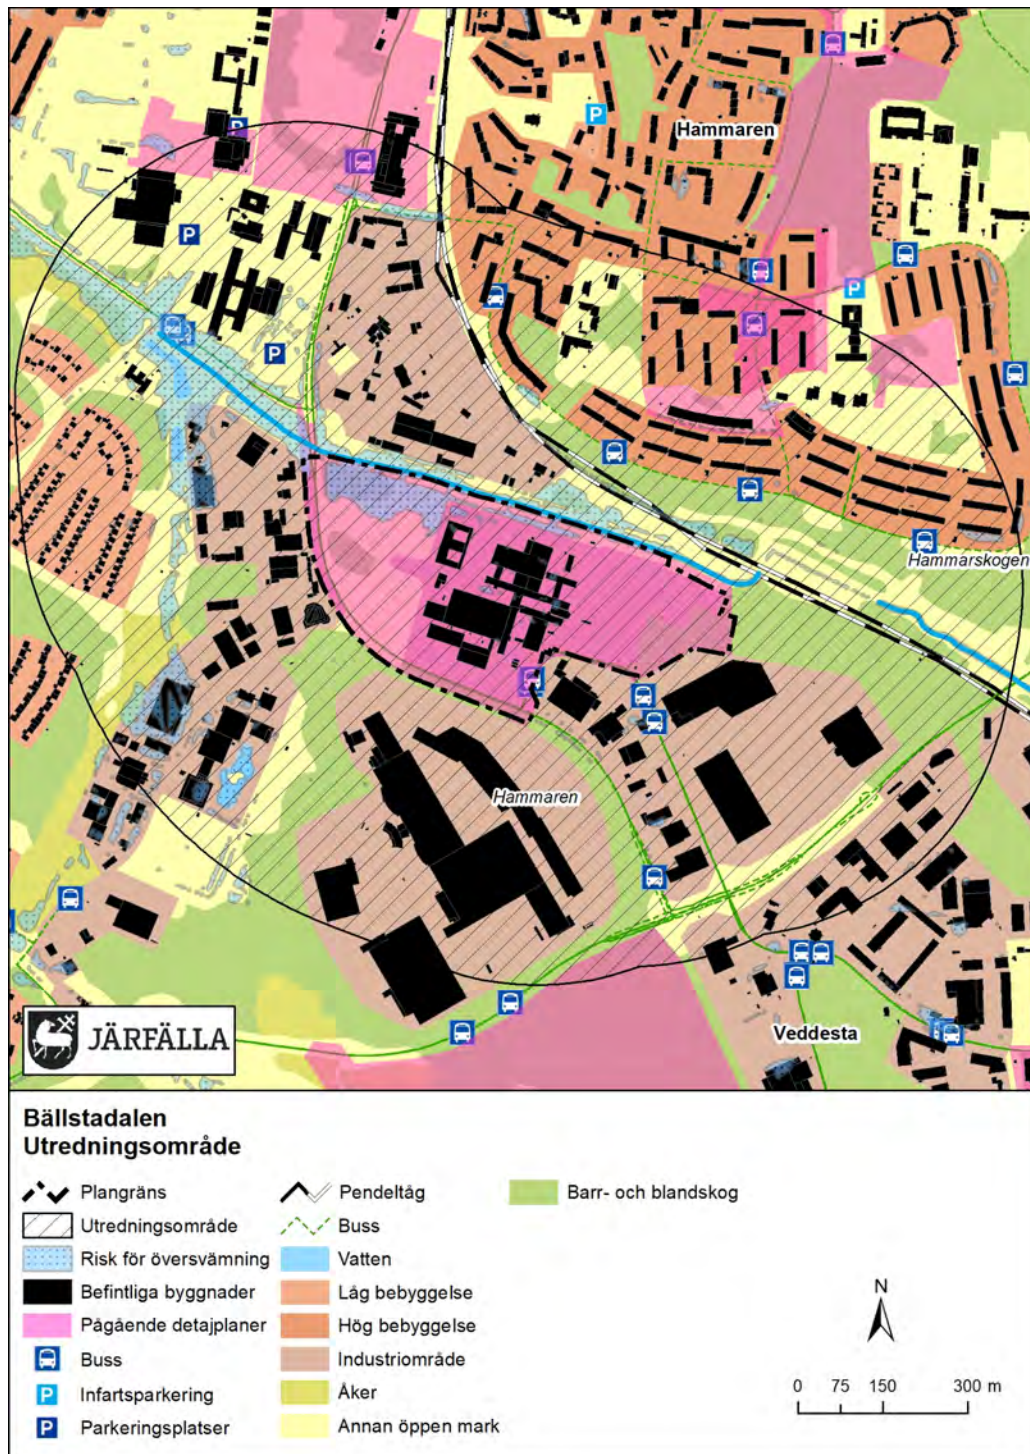 P
Hammaren
P
P
P
P
Hammarskogen
Hammaren
JÄRFÄLLA
Veddesta
Bällstadalen
Utredningsområde
Plangräns
Utredningsområde
Risk för översvämning
Befintliga byggnader
Pågående detajplaner
Buss
P Infartsparkering
P Parkeringsplatser
Pendeltåg
Buss
Vatten
Låg bebyggelse
Hög bebyggelse
Industriområde
Åker
Annan öppen mark
Barr- och blandskog
N
0 75 150 300 m